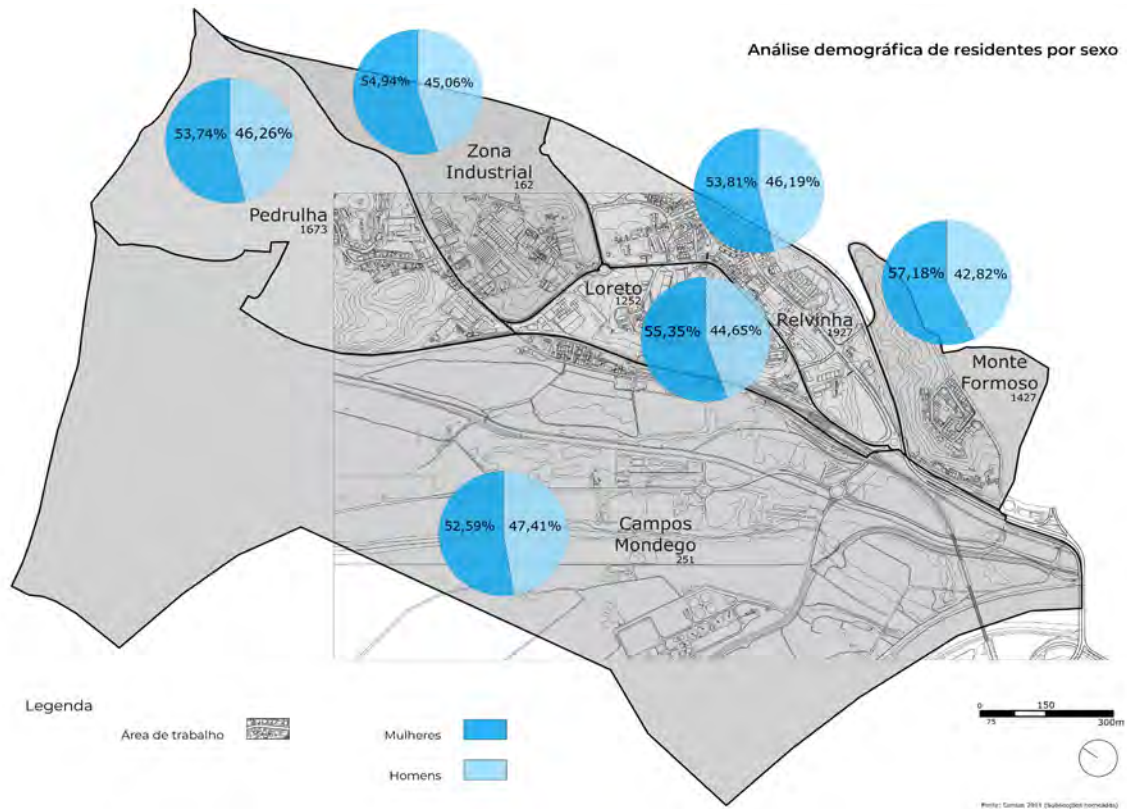 Análise demográfica de residentes por sexo
54,94%
45,06%
53,74%
46,26%
Zona
Industrial
162
53,81%
46,19%
Pedrulha
1673
57,18%
42,82%
Loreto
1252
55,35%
44,65%
Relvinha
1927
Monte
Formoso
1427
52,59%
47,41%
Campos
Mondego
251
Legenda
Área de trabalho
Mulheres
Homens
0
150
75
300m
Fonte: Censos